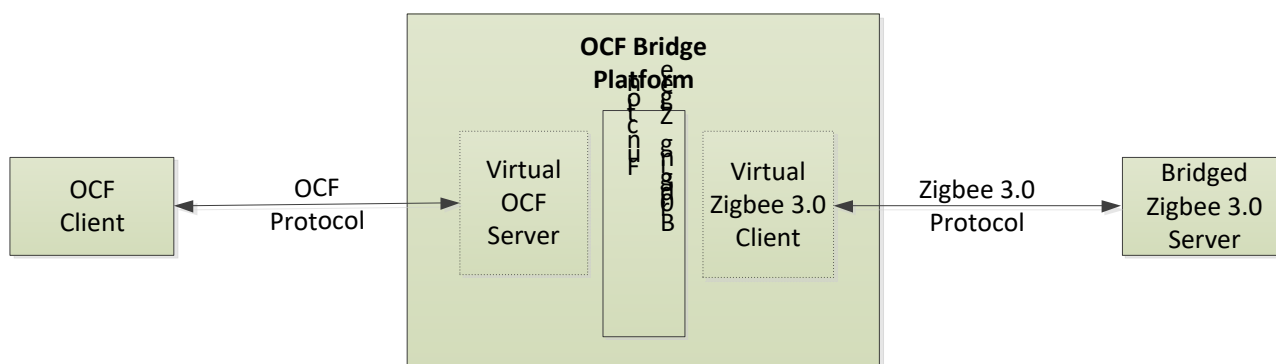 OCF Bridge
Platform
OCF
Client
OCF
Protocol
Virtual
OCF
Server
Virtual
Zigbee 3.0
Client
Zigbee 3.0
Protocol
Bridged
Zigbee 3.0
Server